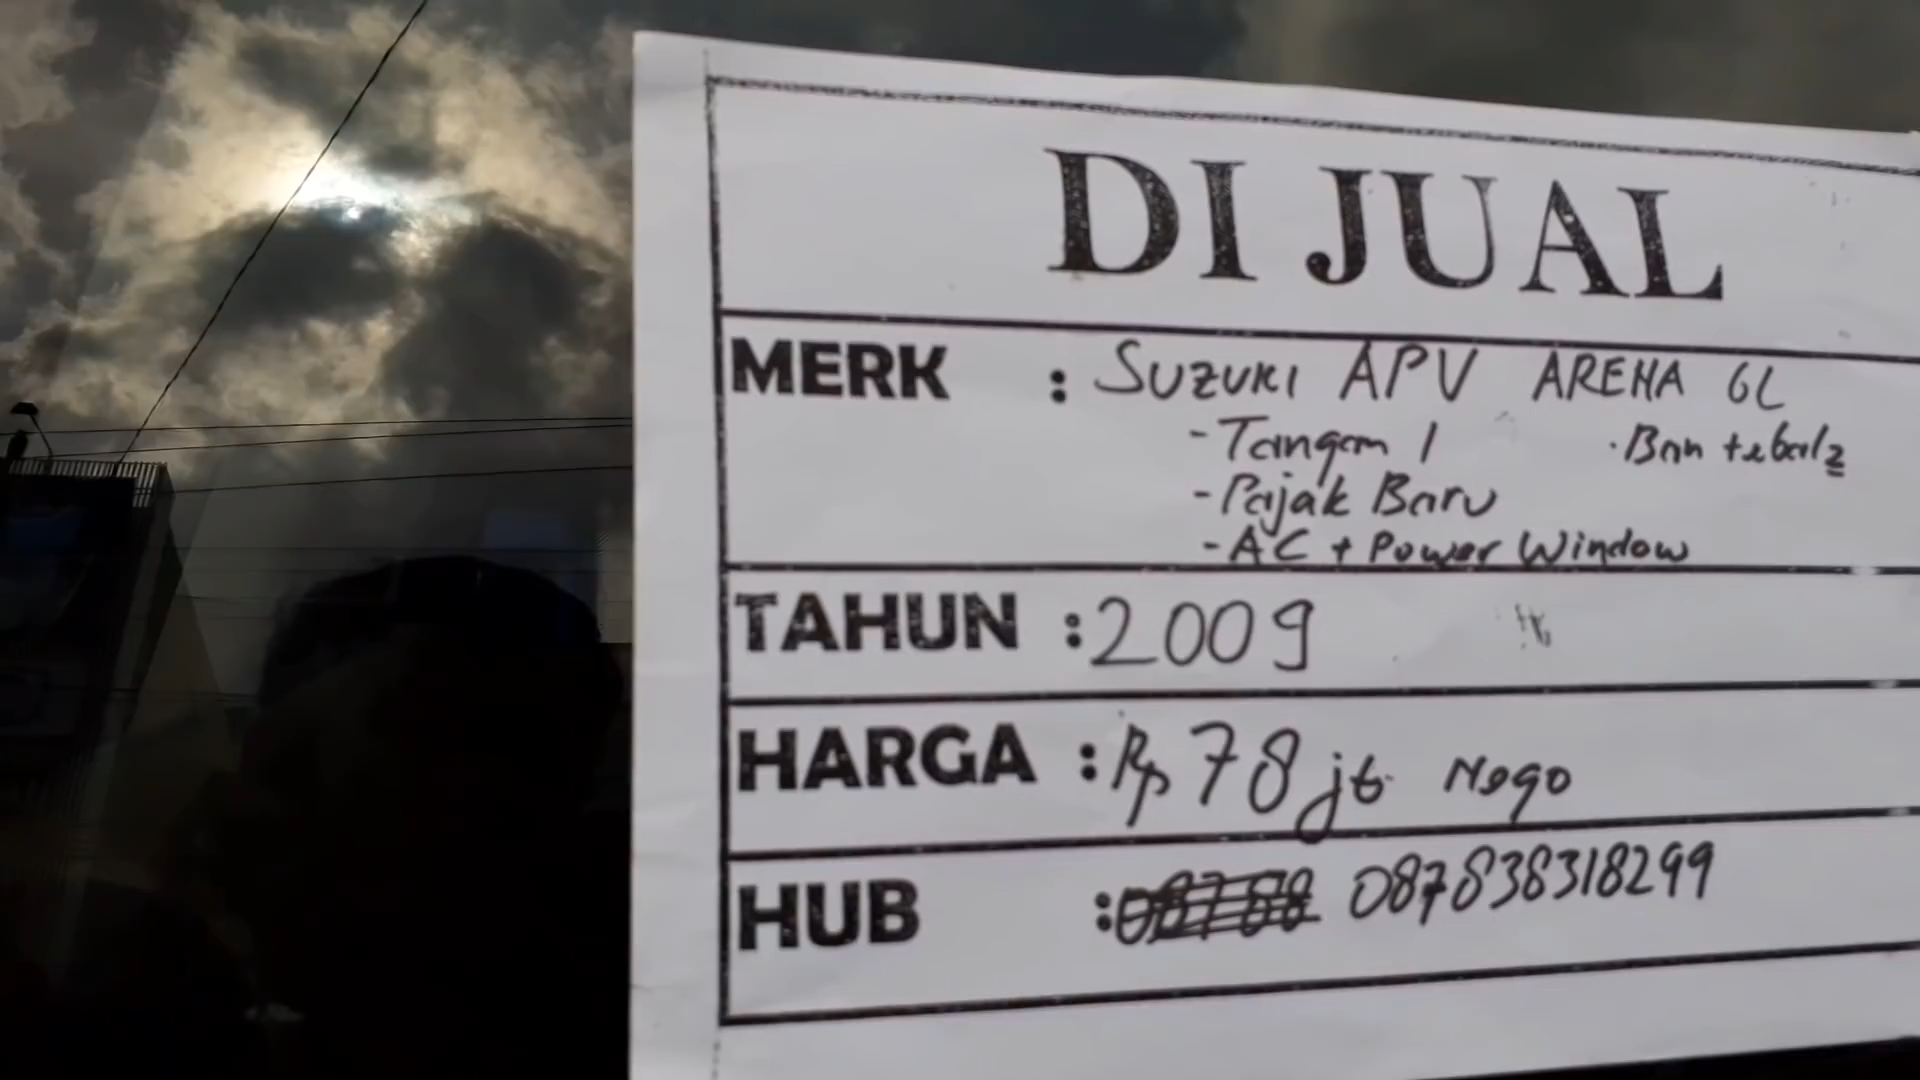 DI JUAL
MERK : SUZUKI APV ARENA GL
- Tangan 1 · Ban tebal2
- Pajak Baru
- AC + Power Window
TAHUN : 2009
HARGA : Rp 78 jt Nego
HUB : 087838318299